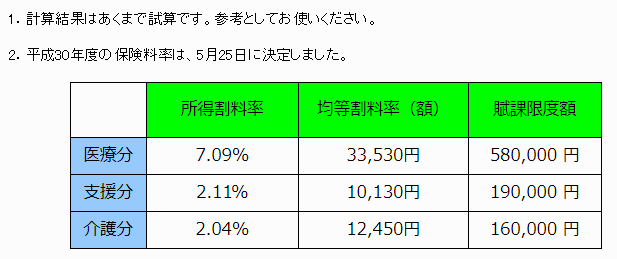 1. 計算結果はあくまで試算です。参考としてお使いください。
2. 平成30年度の保険料率は、5月25日に決定しました。
所得割料率 均等割料率（額） 賦課限度額
医療分 7.09% 33,530円 580,000 円
支援分 2.11% 10,130円 190,000 円
介護分 2.04% 12,450円 160,000 円